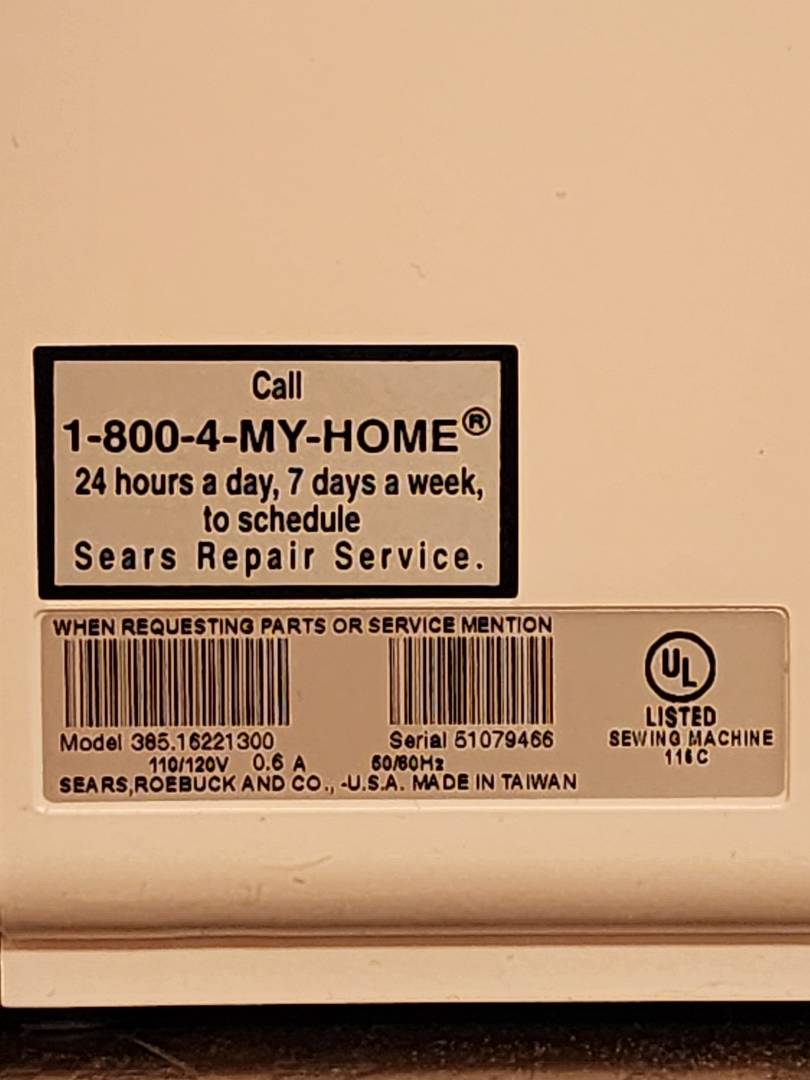 Call
1-800-4-MY-HOME®
24 hours a day, 7 days a week,
to schedule
Sears Repair Service.
WHEN REQUESTING PARTS OR SERVICE MENTION
Model 385.16221300 Serial 51079466
110/120V 0.6 A 50/60Hz
SEARS,ROEBUCK AND CO., -U.S.A. MADE IN TAIWAN
UL
LISTED
SEWING MACHINE